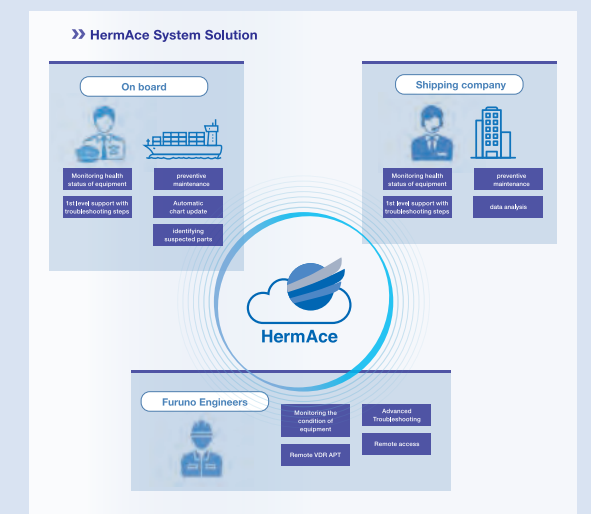 HermAce System Solution
On board
Monitoring health
status of equipment
preventive
maintenance
1st level support with
troubleshooting steps
Automatic
chart update
identifying
suspected parts
Shipping company
Monitoring health
status of equipment
preventive
maintenance
1st level support with
troubleshooting steps
data analysis
HermAce
Furuno Engineers
Monitoring the
condition of
equipment
Advanced
Troubleshooting
Remote VDR APT
Remote access